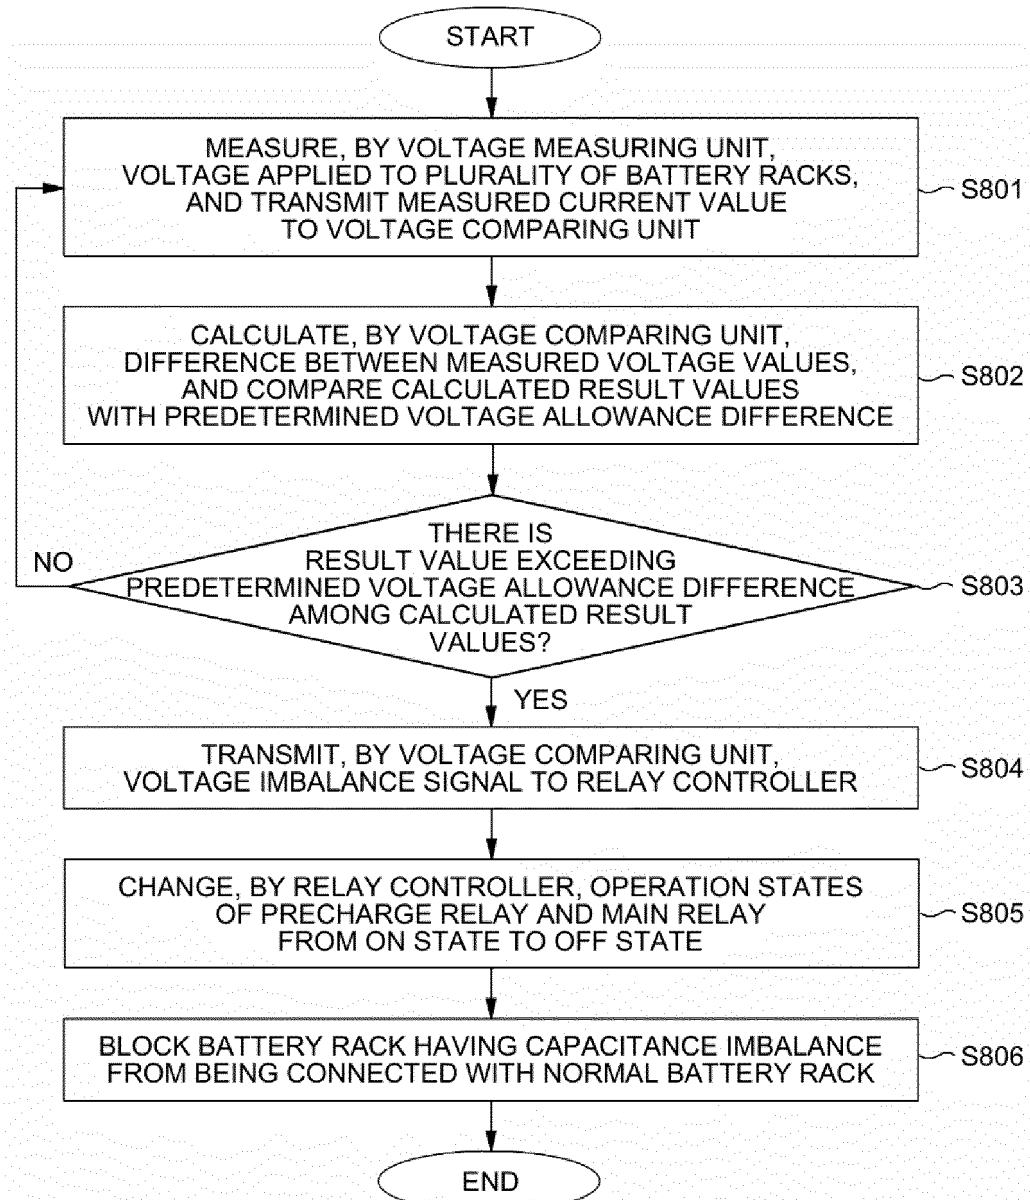 START
MEASURE, BY VOLTAGE MEASURING UNIT,
VOLTAGE APPLIED TO PLURALITY OF BATTERY RACKS,
AND TRANSMIT MEASURED CURRENT VALUE
TO VOLTAGE COMPARING UNIT
S801
CALCULATE, BY VOLTAGE COMPARING UNIT,
DIFFERENCE BETWEEN MEASURED VOLTAGE VALUES,
AND COMPARE CALCULATED RESULT VALUES
WITH PREDETERMINED VOLTAGE ALLOWANCE DIFFERENCE
S802
THERE IS
RESULT VALUE EXCEEDING
PREDETERMINED VOLTAGE ALLOWANCE DIFFERENCE
AMONG CALCULATED RESULT
VALUES?
S803
NO
YES
TRANSMIT, BY VOLTAGE COMPARING UNIT,
VOLTAGE IMBALANCE SIGNAL TO RELAY CONTROLLER
S804
CHANGE, BY RELAY CONTROLLER, OPERATION STATES
OF PRECHARGE RELAY AND MAIN RELAY
FROM ON STATE TO OFF STATE
S805
BLOCK BATTERY RACK HAVING CAPACITANCE IMBALANCE
FROM BEING CONNECTED WITH NORMAL BATTERY RACK
S806
END